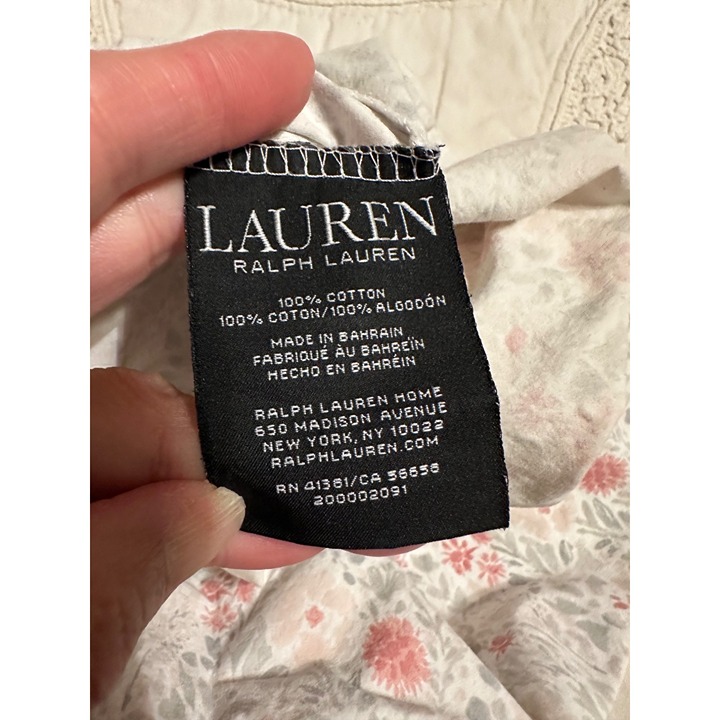 LAUREN
RALPH LAUREN
100% COTTON
100% COTON/100% ALGODÓN
MADE IN BAHRAIN
FABRIQUÉ AU BAHREÏN
HECHO EN BAHRÉIN
RALPH LAUREN HOME
650 MADISON AVENUE
NEW YORK, NY 10022
RALPHLAUREN.COM
RN 41381/CA 56658
200002091